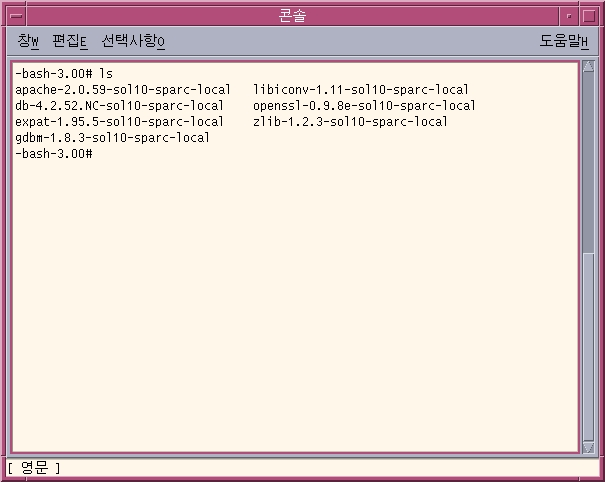 콘솔
창W 편집E 선택사항O 도움말H
-bash-3.00# ls
apache-2.0.59-sol10-sparc-local libiconv-1.11-sol10-sparc-local
db-4.2.52.NC-sol10-sparc-local openssl-0.9.8e-sol10-sparc-local
expat-1.95.5-sol10-sparc-local zlib-1.2.3-sol10-sparc-local
gdbm-1.8.3-sol10-sparc-local
-bash-3.00#
[ 영문 ]